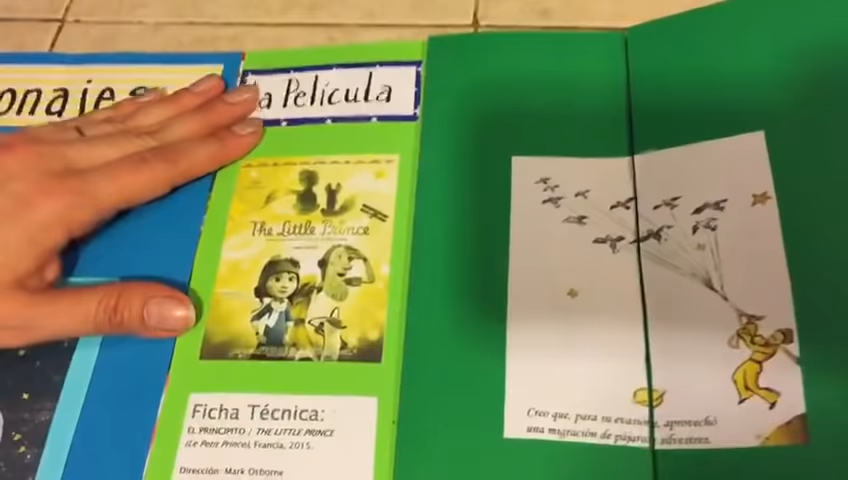 onajes
La Película
The Little Prince
Ficha Técnica:
EL PRINCIPITO / THE LITTLE PRINCE
(Le Petit Prince), Francia, 2015.
Dirección: Mark Osborne
Creo que, para su evasión, aprovechó
una migración de pájaros silvestres.